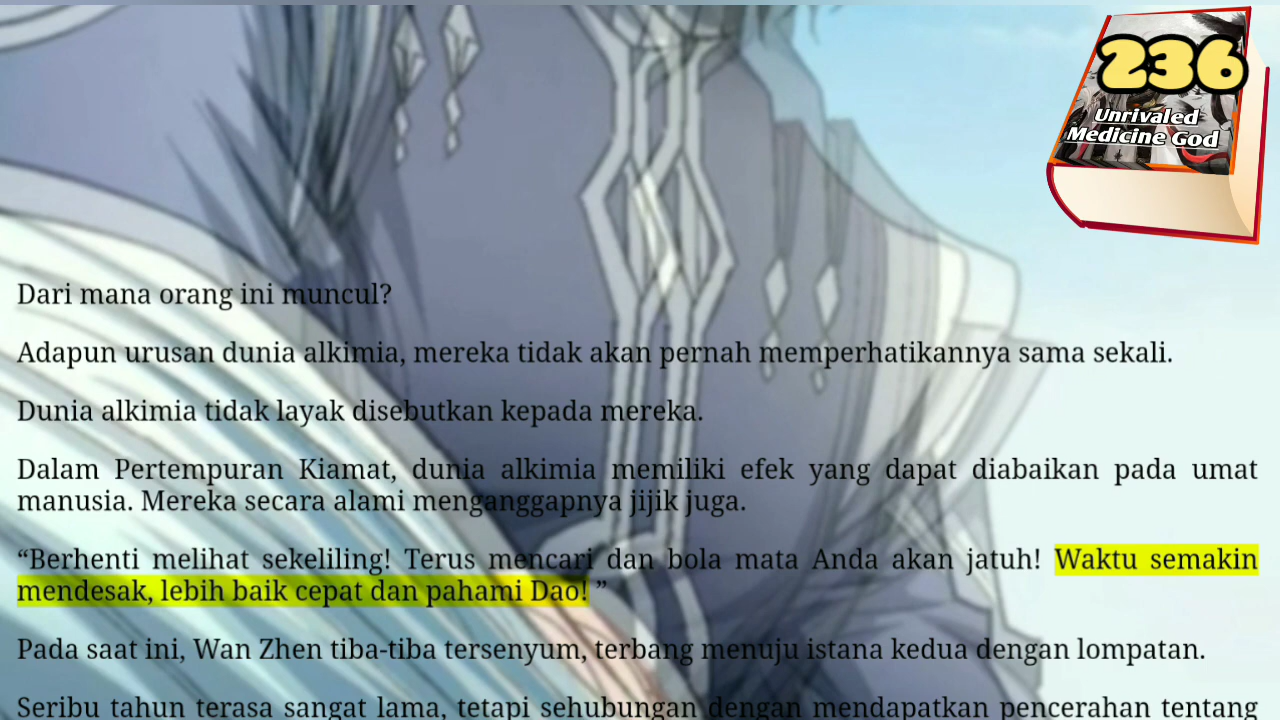 236
Unrivaled
Medicine God
Dari mana orang ini muncul?
Adapun urusan dunia alkimia, mereka tidak akan pernah memperhatikannya sama sekali.
Dunia alkimia tidak layak disebutkan kepada mereka.
Dalam Pertempuran Kiamat, dunia alkimia memiliki efek yang dapat diabaikan pada umat
manusia. Mereka secara alami menganggapnya jijik juga.
“Berhenti melihat sekeliling! Terus mencari dan bola mata Anda akan jatuh! Waktu semakin
mendesak, lebih baik cepat dan pahami Dao! ”
Pada saat ini, Wan Zhen tiba-tiba tersenyum, terbang menuju istana kedua dengan lompatan.
Seribu tahun terasa sangat lama, tetapi sehubungan dengan mendapatkan pencerahan tentang